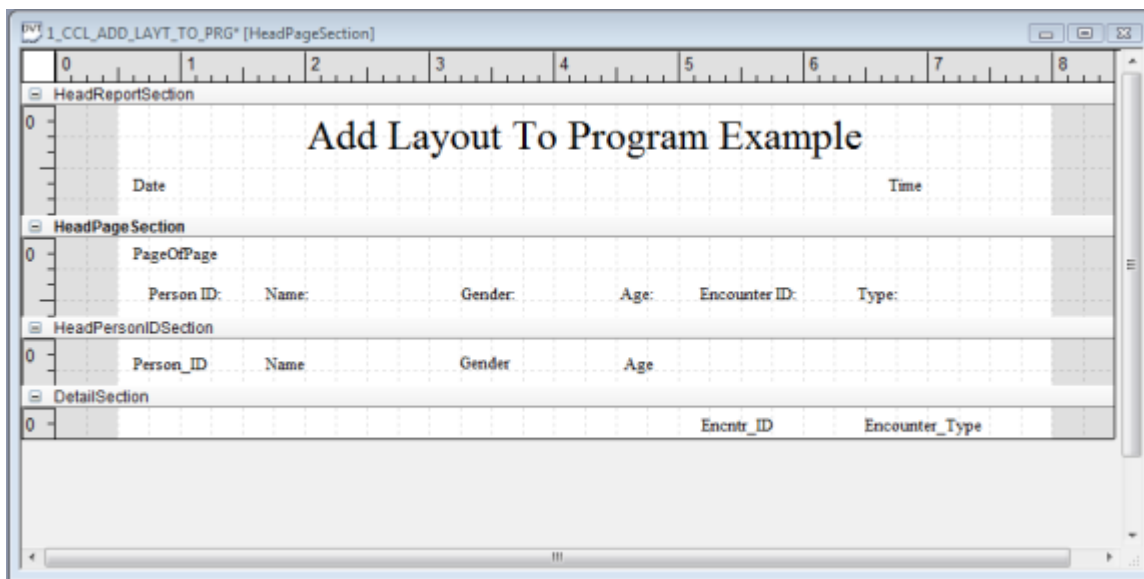 DVT 1_CCL_ADD_LAYT_TO_PRG* [HeadPageSection]
0 1 2 3 4 5 6 7 8
HeadReportSection
0
Add Layout To Program Example
Date Time
HeadPageSection
0 PageOfPage
Person ID: Name: Gender: Age: Encounter ID: Type:
HeadPersonIDSection
0 Person_ID Name Gender Age
DetailSection
0 Encntr_ID Encounter_Type